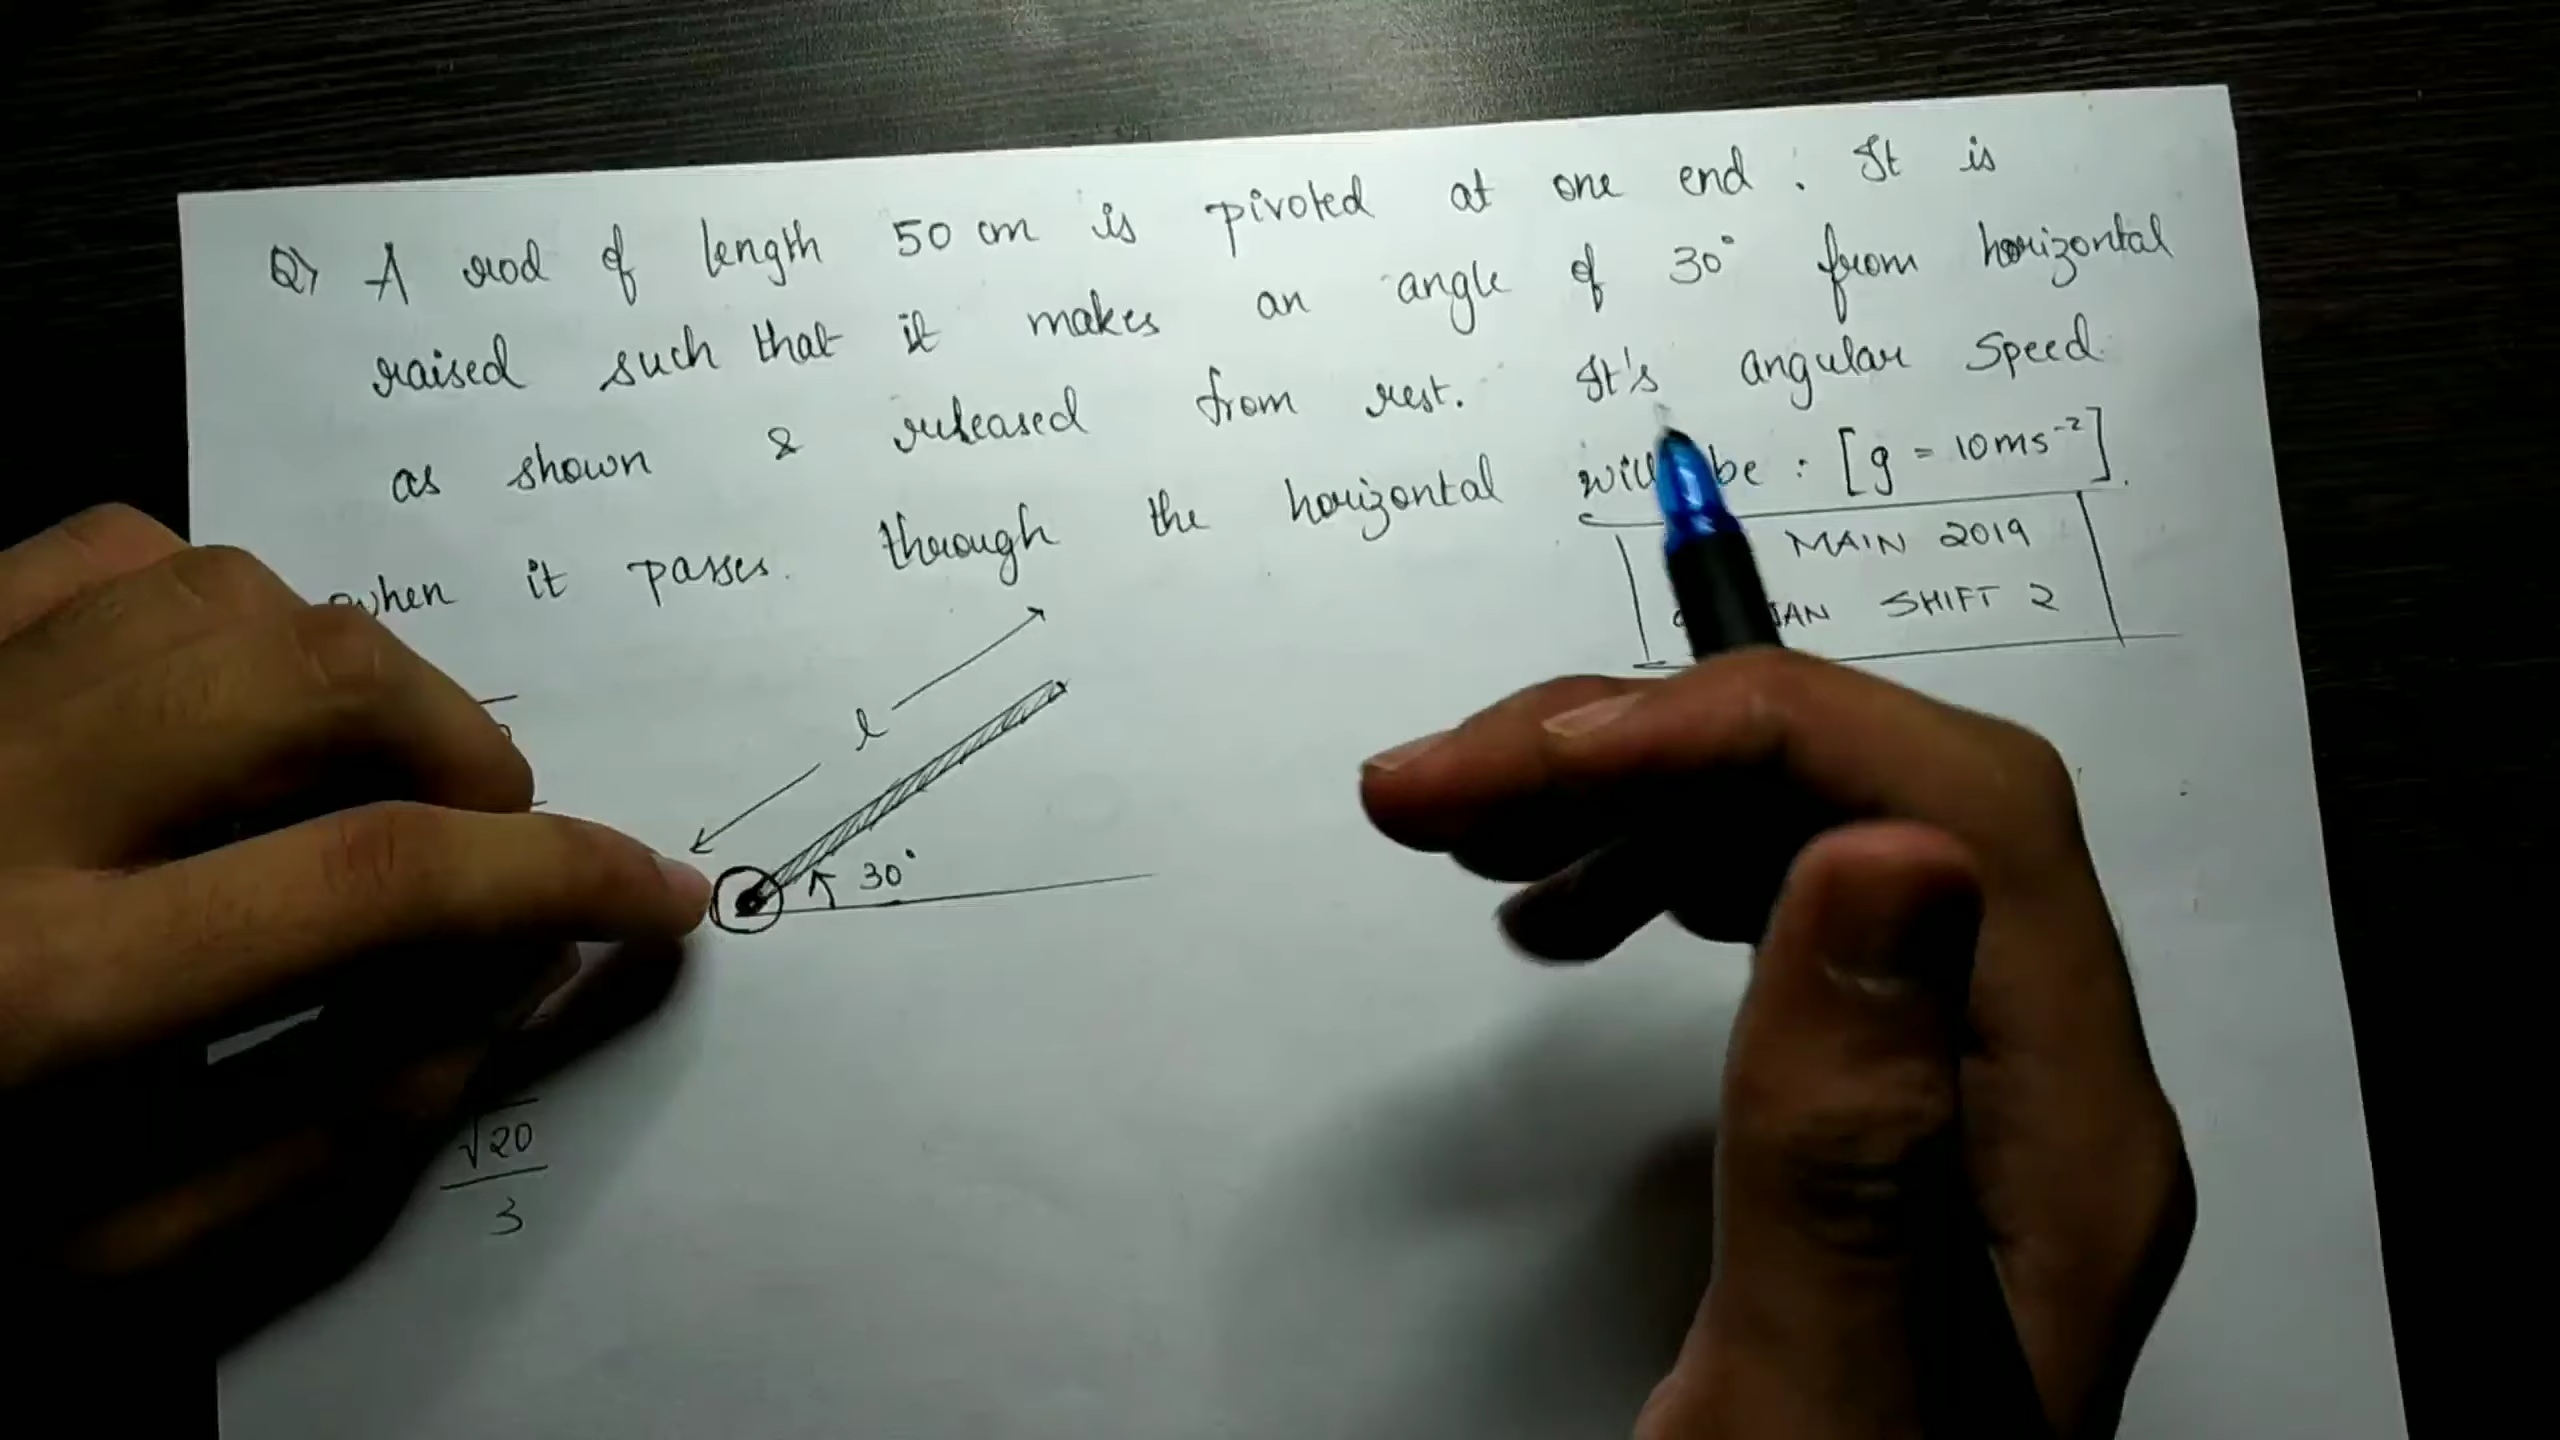 Q) A rod of length 50 cm is pivoted at one end. It is
raised such that it makes an angle of 30° from horizontal
as shown & released from rest. It's angular speed
when it passes through the horizontal will be : [g = 10ms⁻²]
MAIN 2019
JAN SHIFT 2
l
30°
√20
3